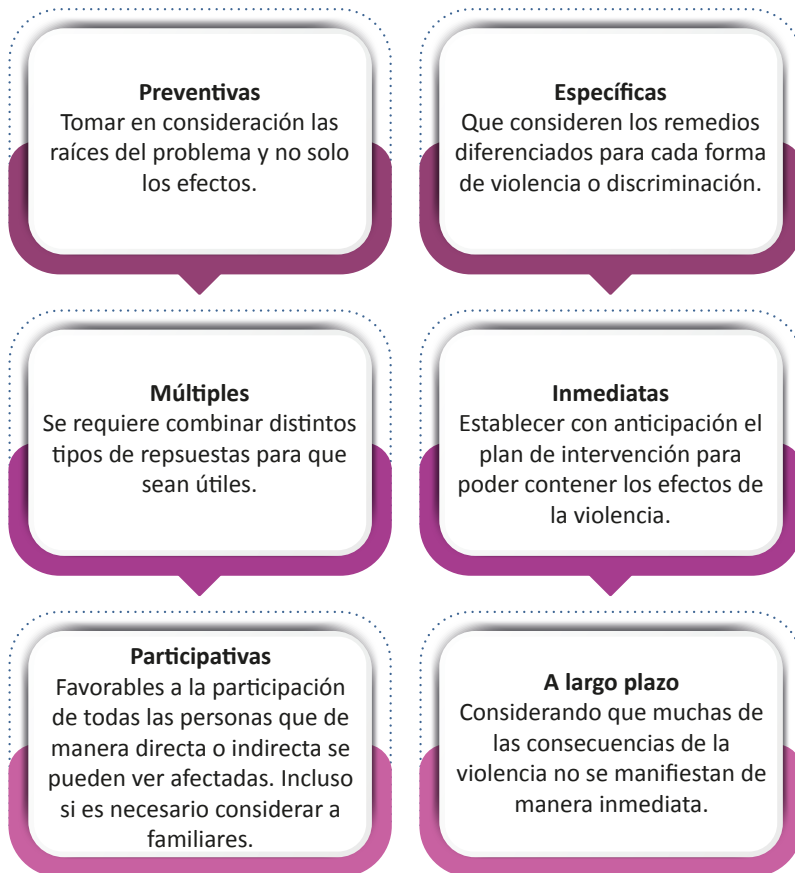 Preventivas
Tomar en consideración las
raíces del problema y no solo
los efectos.
Específicas
Que consideren los remedios
diferenciados para cada forma
de violencia o discriminación.
Múltiples
Se requiere combinar distintos
tipos de repsuestas para que
sean útiles.
Inmediatas
Establecer con anticipación el
plan de intervención para
poder contener los efectos de
la violencia.
Participativas
Favorables a la participación
de todas las personas que de
manera directa o indirecta se
pueden ver afectadas. Incluso
si es necesario considerar a
familiares.
A largo plazo
Considerando que muchas de
las consecuencias de la
violencia no se manifiestan de
manera inmediata.